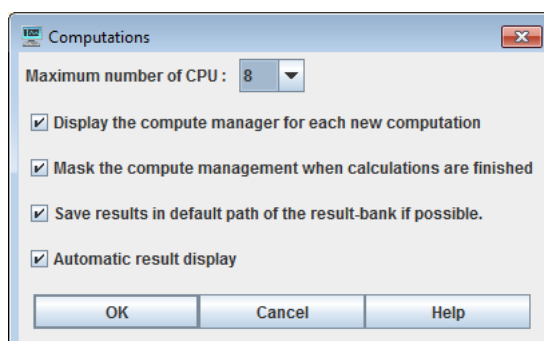 Computations
Maximum number of CPU : 8
Display the compute manager for each new computation
Mask the compute management when calculations are finished
Save results in default path of the result-bank if possible.
Automatic result display
OK Cancel Help